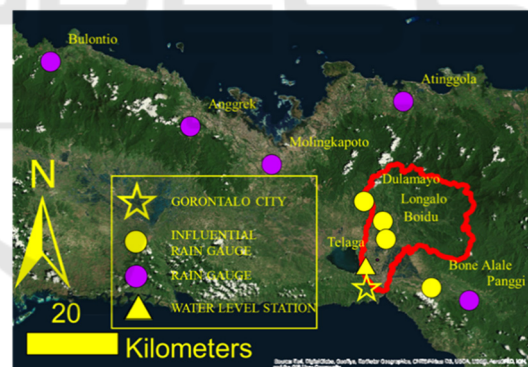 Bulontio
Atinggola
Anggrek
Molingkapoto
N
Dulamayo
Longalo
Boidu
GORONTALO CITY
INFLUENTIAL
RAIN GAUGE
Telaga
Bone Alale
RAIN GAUGE
Panggi
WATER LEVEL STATION
20
Kilometers